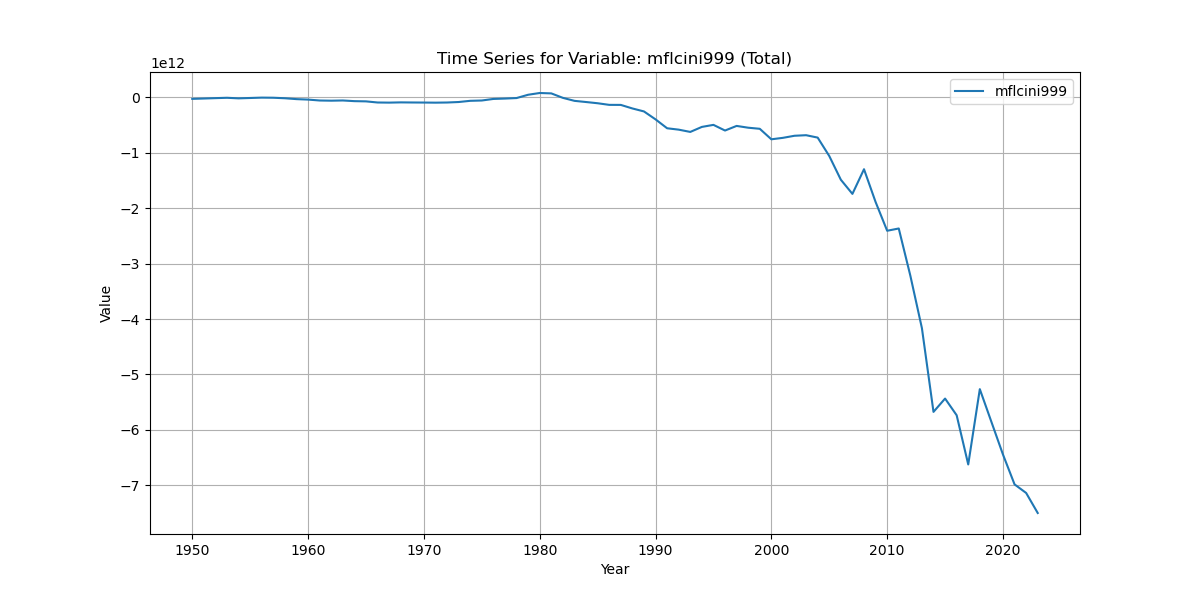 Time Series for Variable: mflcini999 (Total)
1e12
mflcini999
0
−1
−2
−3
−4
−5
−6
−7
Value
1950 1960 1970 1980 1990 2000 2010 2020
Year